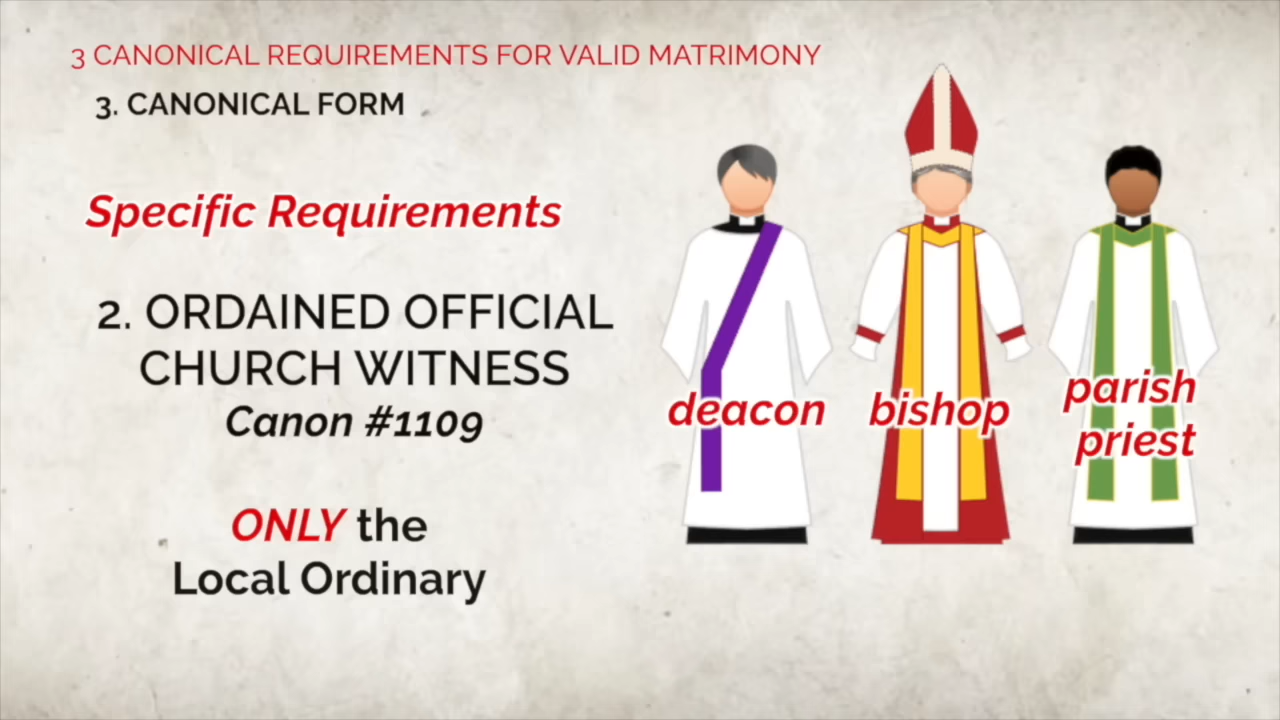 3 CANONICAL REQUIREMENTS FOR VALID MATRIMONY
3. CANONICAL FORM
Specific Requirements
2. ORDAINED OFFICIAL
CHURCH WITNESS
Canon #1109
ONLY the
Local Ordinary
deacon
bishop
parish
priest